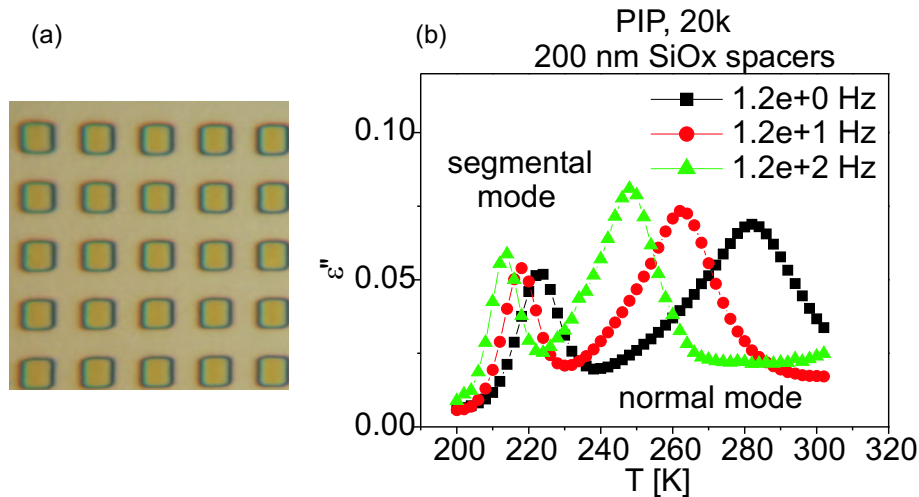 (a)
(b)
PIP, 20k
200 nm SiOx spacers
1.2e+0 Hz
1.2e+1 Hz
1.2e+2 Hz
segmental
mode
normal mode
ε"
0.10
0.05
0.00
200 220 240 260 280 300
T [K]